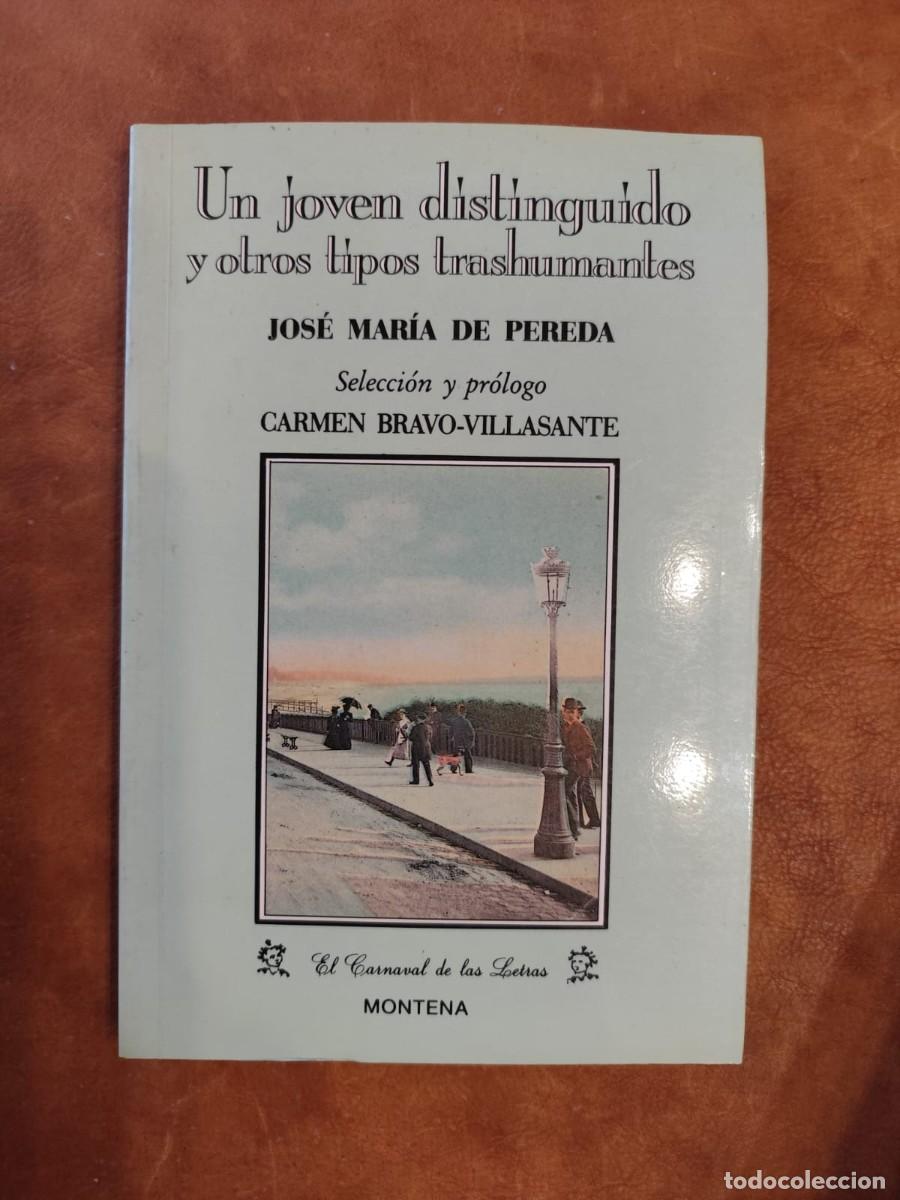 Un joven distinguido
y otros tipos trashumantes
JOSÉ MARÍA DE PEREDA
Selección y prólogo
CARMEN BRAVO-VILLASANTE
El Carnaval de las Letras
MONTENA
todocoleccion